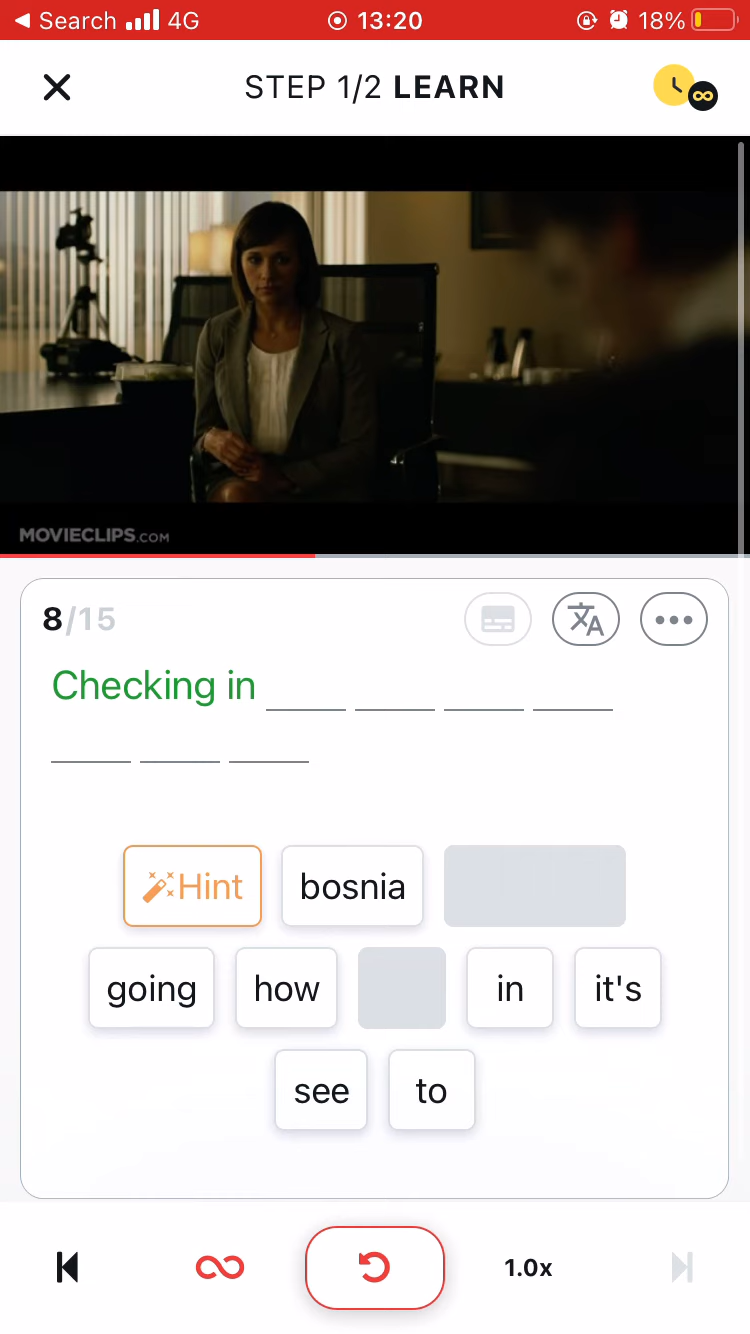 Search 4G 13:20 18%
STEP 1/2 LEARN
MOVIECLIPS.COM
8/15
Checking in
Hint bosnia
going how in it's
see to
1.0x